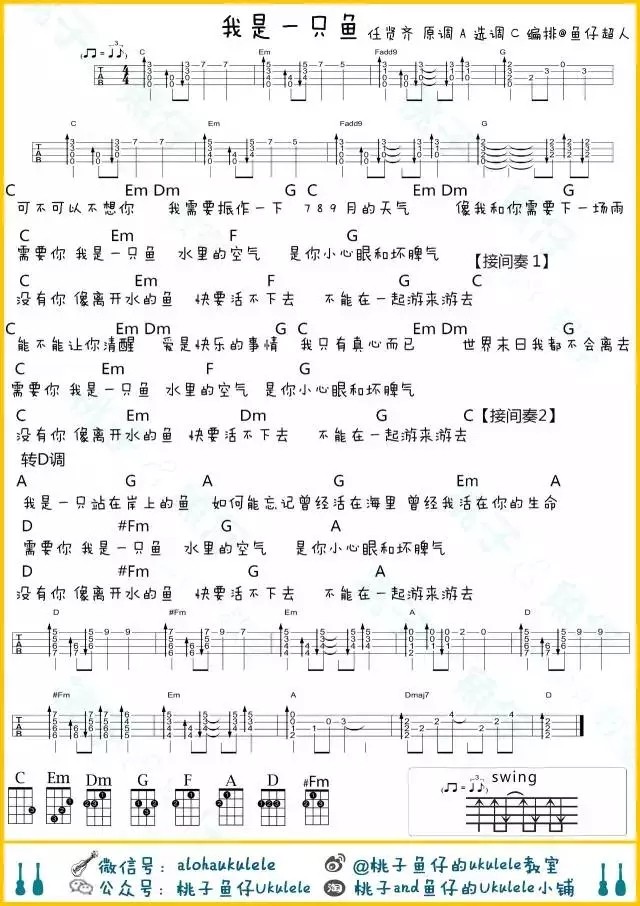 我是一只鱼 任贤齐 原调A 选调C 编排@鱼仔超人
C Em Fadd9 G
C Em Fadd9 G
C Em Dm G C Em Dm G
可不可以不想你 我需要振作一下 789月的天气 像我和你需要下一场雨
C Em F G
需要你 我是一只鱼 水里的空气 是你小心眼和坏脾气
【接间奏1】
C Em F G C
没有你 像离开水的鱼 快要活不下去 不能在一起游来游去
C Em Dm G C Em Dm G
能不能让你清醒 爱是快乐的事情 我只有真心而已 世界末日我都不会离去
C Em F G
需要你 我是一只鱼 水里的空气 是你小心眼和坏脾气
C Em Dm G C【接间奏2】
没有你 像离开水的鱼 快要活不下去 不能在一起游来游去
转D调
A G A G Em A
我是一只站在岸上的鱼 如何能忘记曾经活在海里 曾经我活在你的生命
D #Fm G A
需要你 我是一只鱼 水里的空气 是你小心眼和坏脾气
D #Fm G A
没有你 像离开水的鱼 快要活不下去 不能在一起游来游去
D #Fm Em A D
#Fm Em A Dmaj7 D
C Em Dm G F A D #Fm
swing
微信号：alohaukulele @桃子鱼仔的ukulele教室
公众号：桃子鱼仔Ukulele 淘 桃子and鱼仔的Ukulele小铺